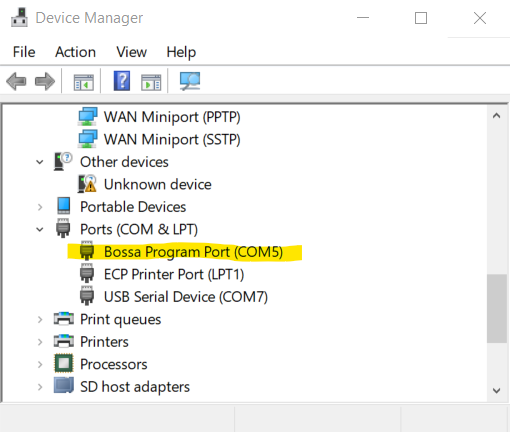 Device Manager
File Action View Help
WAN Miniport (PPTP)
WAN Miniport (SSTP)
Other devices
Unknown device
Portable Devices
Ports (COM & LPT)
Bossa Program Port (COM5)
ECP Printer Port (LPT1)
USB Serial Device (COM7)
Print queues
Printers
Processors
SD host adapters